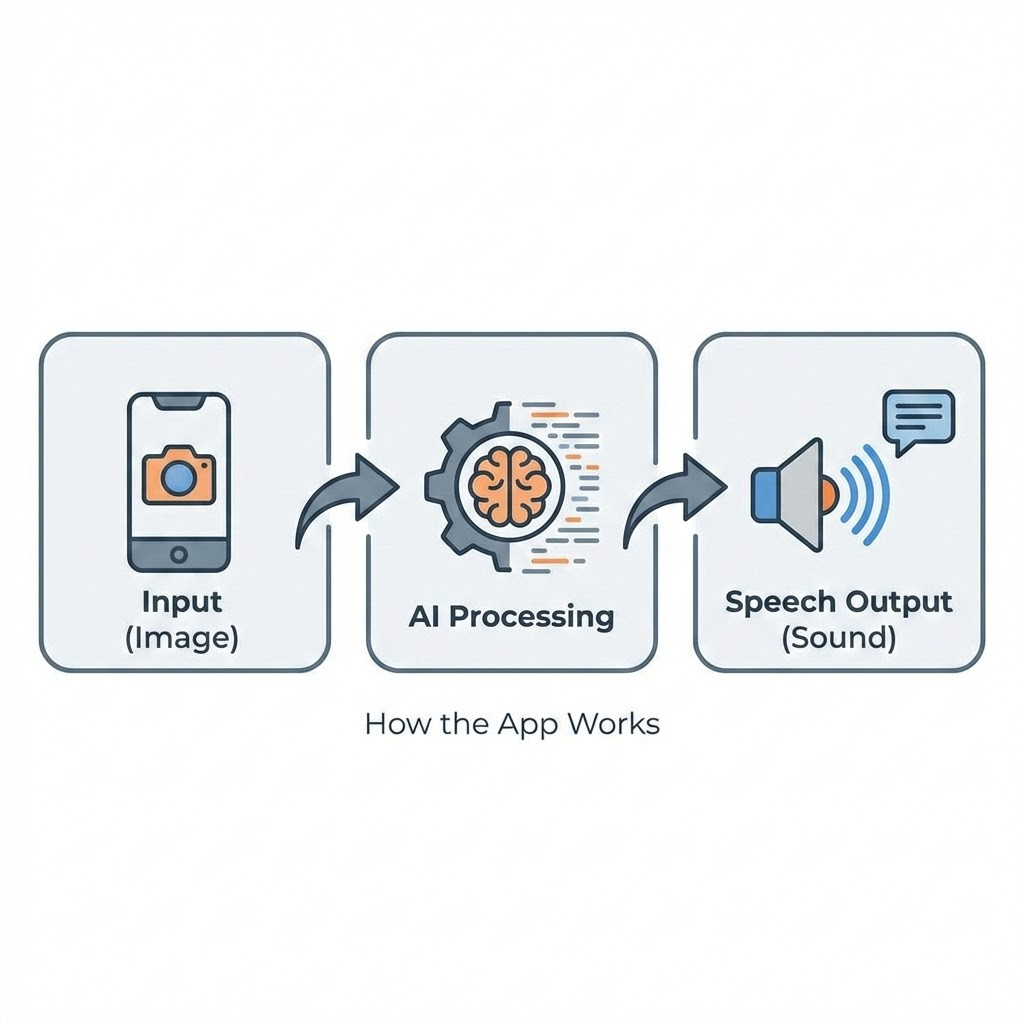 Input
(Image)
AI Processing
Speech Output
(Sound)
How the App Works